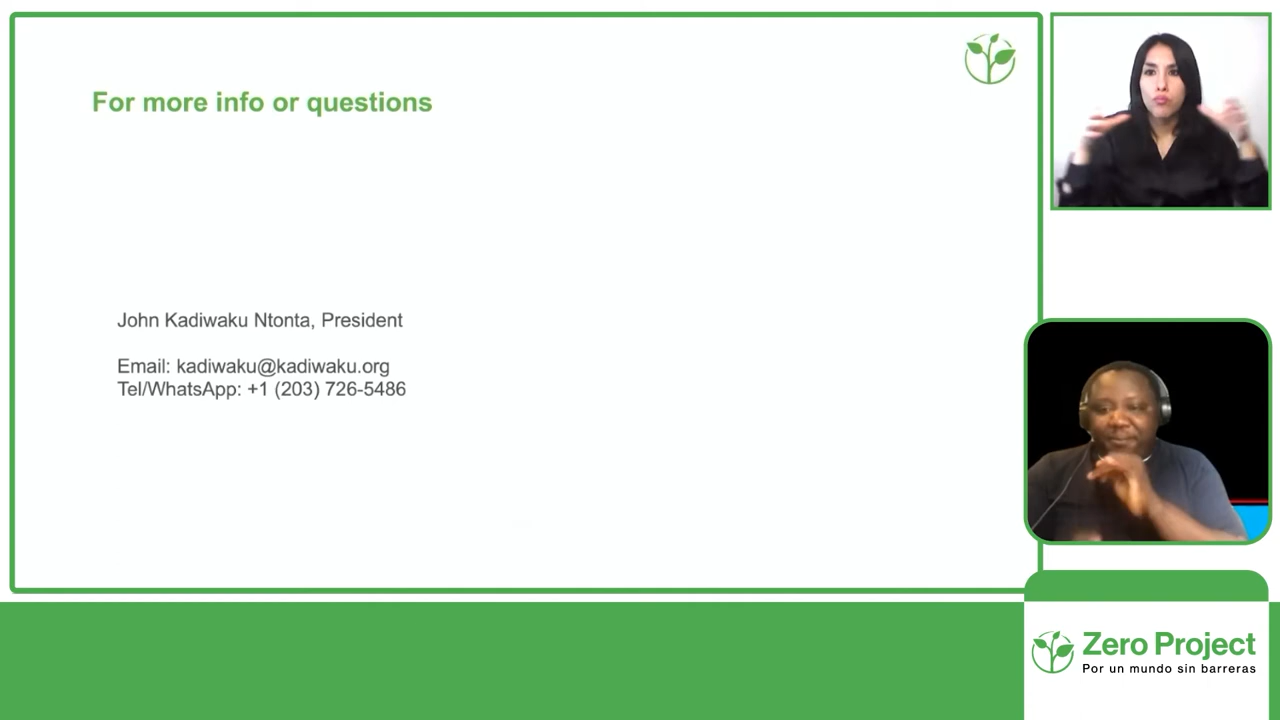 For more info or questions
John Kadiwaku Ntonta, President
Email: kadiwaku@kadiwaku.org
Tel/WhatsApp: +1 (203) 726-5486
Zero Project
Por un mundo sin barreras